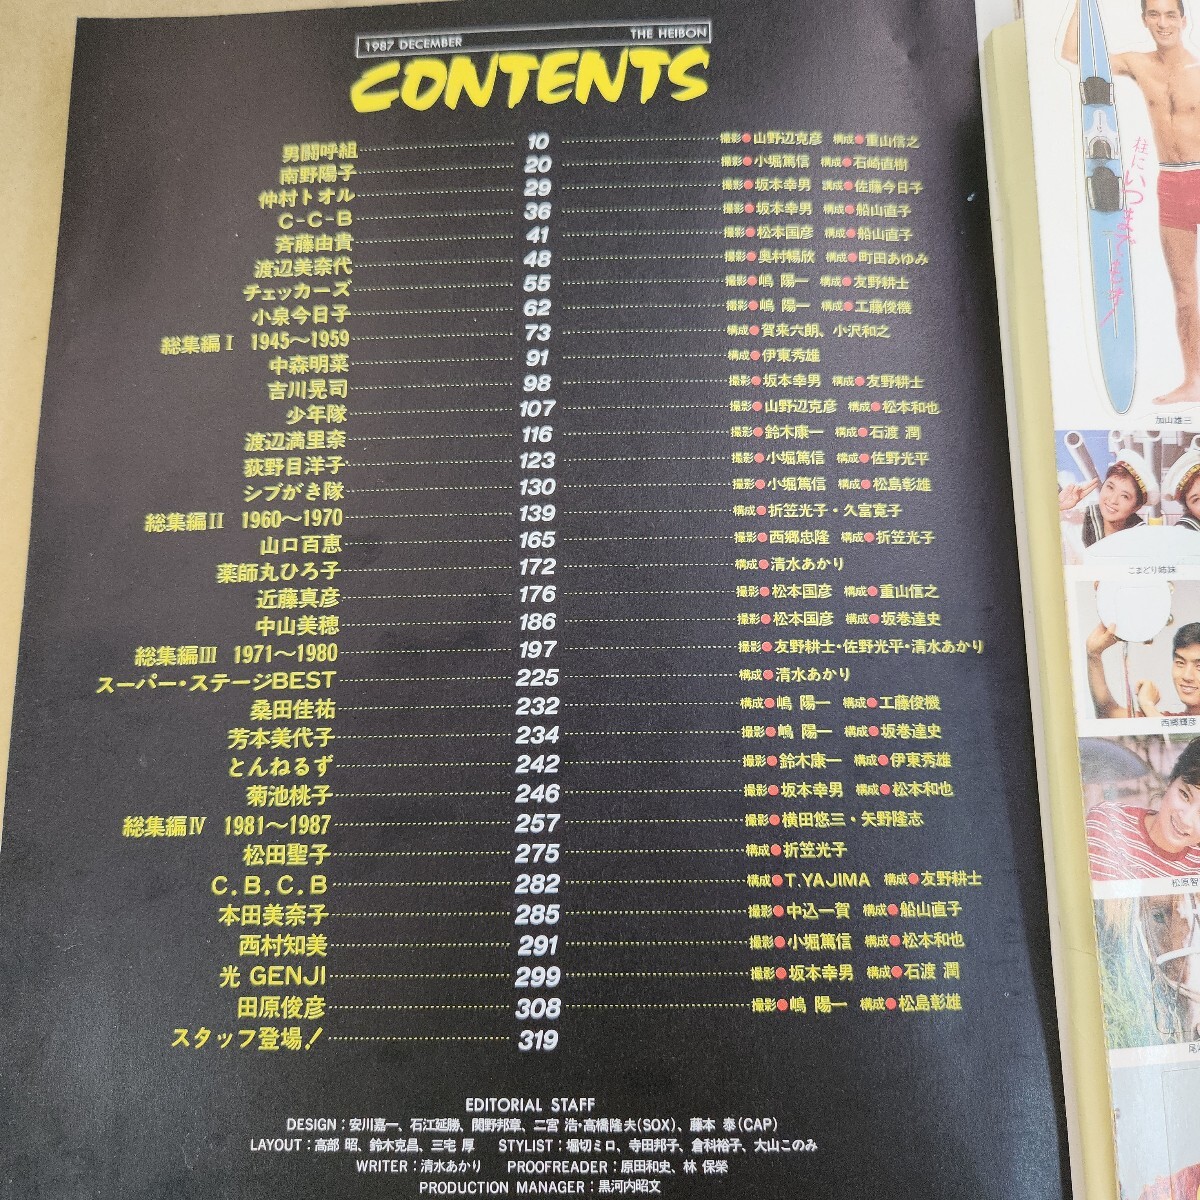 1987 DECEMBER THE HEIBON
CONTENTS
男闘呼組 10 撮影●山野辺克彦 構成●重山信之
南野陽子 20 撮影●小堀篤信 構成●石崎直樹
仲村トオル 29 撮影●坂本幸男 構成●佐藤今日子
C-C-B 36 撮影●坂本幸男 構成●船山直子
斉藤由貴 41 撮影●松本国彦 構成●船山直子
渡辺美奈代 48 撮影●奥村暢欣 構成●町田あゆみ
チェッカーズ 55 撮影●嶋 陽一 構成●友野耕士
小泉今日子 62 撮影●嶋 陽一 構成●工藤俊機
総集編Ⅰ 1945〜1959 73 構成●賀来六朗、小沢和之
中森明菜 91 構成●伊東秀雄
吉川晃司 98 撮影●坂本幸男 構成●友野耕士
少年隊 107 撮影●山野辺克彦 構成●松本和也
渡辺満里奈 116 撮影●鈴木康一 構成●石渡 潤
荻野目洋子 123 撮影●小堀篤信 構成●佐野光平
シブがき隊 130 撮影●小堀篤信 構成●松島彰雄
総集編Ⅱ 1960〜1970 139 構成●折笠光子・久富寛子
山口百恵 165 撮影●西郷忠隆 構成●折笠光子
薬師丸ひろ子 172 構成●清水あかり
近藤真彦 176 撮影●松本国彦 構成●重山信之
中山美穂 186 撮影●松本国彦 構成●坂巻達史
総集編Ⅲ 1971〜1980 197 撮影●友野耕士・佐野光平・清水あかり
スーパー・ステージBEST 225 構成●清水あかり
桑田佳祐 232 構成●嶋 陽一 構成●工藤俊機
芳本美代子 234 撮影●嶋 陽一 構成●坂巻達史
とんねるず 242 撮影●鈴木康一 構成●伊東秀雄
菊池桃子 246 撮影●坂本幸男 構成●松本和也
総集編Ⅳ 1981〜1987 257 撮影●横田悠三・矢野隆志
松田聖子 275 構成●折笠光子
C.B.C.B 282 構成●T.YAJIMA 構成●友野耕士
本田美奈子 285 撮影●中込一賀 構成●船山直子
西村知美 291 撮影●小堀篤信 構成●松本和也
光 GENJI 299 撮影●坂本幸男 構成●石渡 潤
田原俊彦 308 撮影●嶋 陽一 構成●松島彰雄
スタッフ登場! 319
EDITORIAL STAFF
DESIGN：安川嘉一、石江延勝、関野邦章、二宮 浩・高橋隆夫(SOX)、藤本 泰(CAP)
LAYOUT：高部 昭、鈴木克昌、三宅 厚 STYLIST：堀切ミロ、寺田邦子、倉科裕子、大山このみ
WRITER：清水あかり PROOFREADER：原田和史、林 保榮
PRODUCTION MANAGER：黒河内昭文
加山雄三
こまどり姉妹
西郷輝彦
松原智
尾